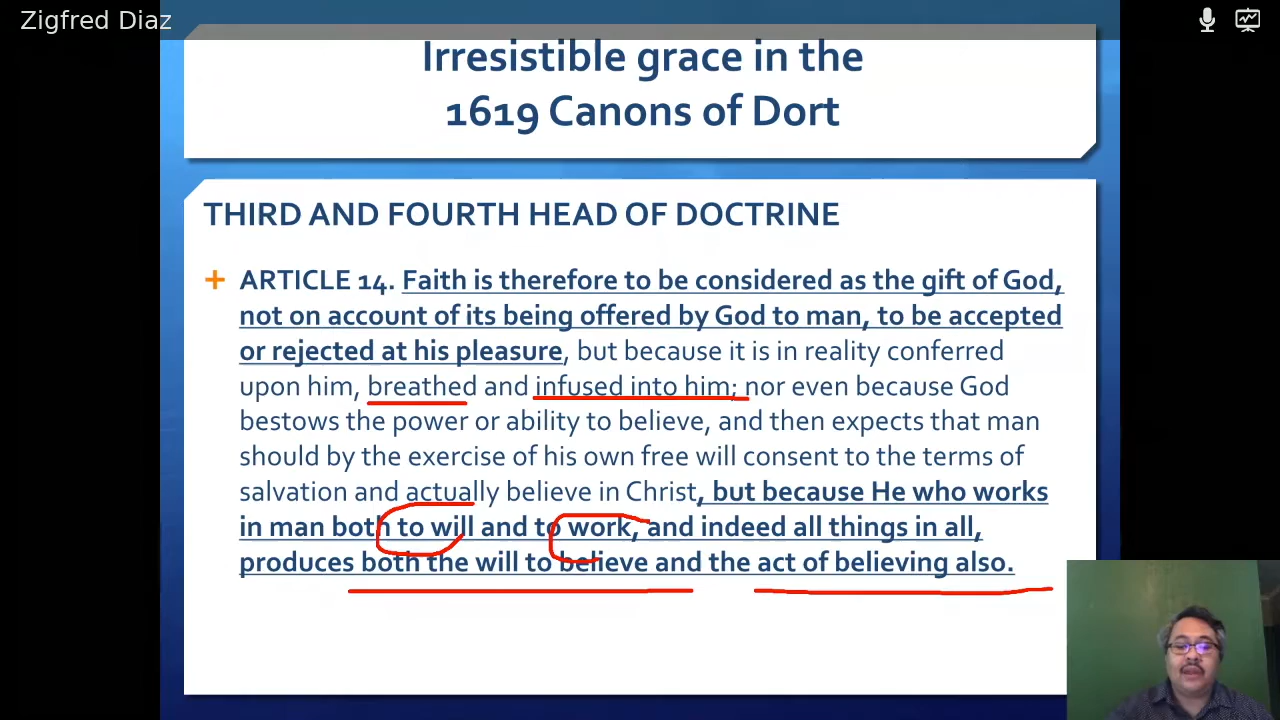 Zigfred Diaz
Irresistible grace in the
1619 Canons of Dort
THIRD AND FOURTH HEAD OF DOCTRINE
ARTICLE 14. Faith is therefore to be considered as the gift of God,
not on account of its being offered by God to man, to be accepted
or rejected at his pleasure, but because it is in reality conferred
upon him, breathed and infused into him; nor even because God
bestows the power or ability to believe, and then expects that man
should by the exercise of his own free will consent to the terms of
salvation and actually believe in Christ, but because He who works
in man both to will and to work, and indeed all things in all,
produces both the will to believe and the act of believing also.